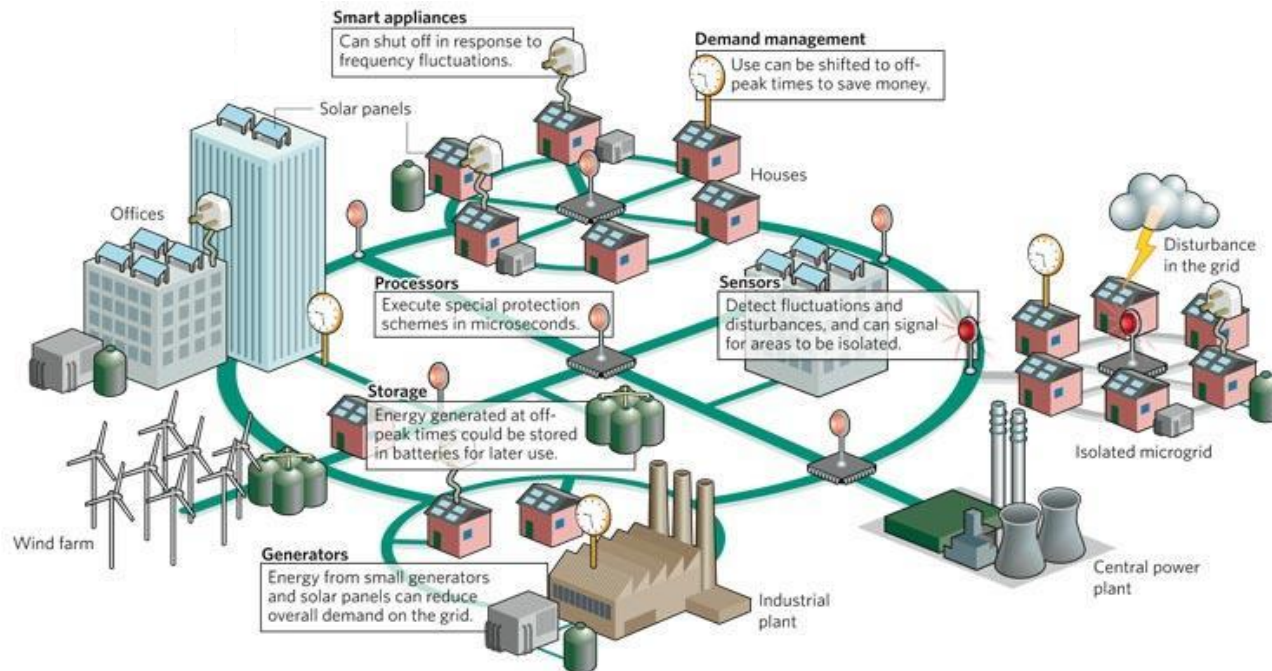 Smart appliances
Can shut off in response to
frequency fluctuations.
Demand management
Use can be shifted to off-
peak times to save money.
Solar panels
Houses
Offices
Disturbance
in the grid
Processors
Execute special protection
schemes in microseconds.
Sensors
Detect fluctuations and
disturbances, and can signal
for areas to be isolated.
Storage
Energy generated at off-
peak times could be stored
in batteries for later use.
Isolated microgrid
Wind farm
Generators
Energy from small generators
and solar panels can reduce
overall demand on the grid.
Industrial
plant
Central power
plant